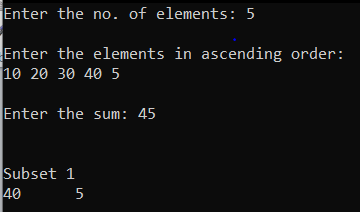 Enter the no. of elements: 5
Enter the elements in ascending order:
10 20 30 40 5
Enter the sum: 45
Subset 1
40 5